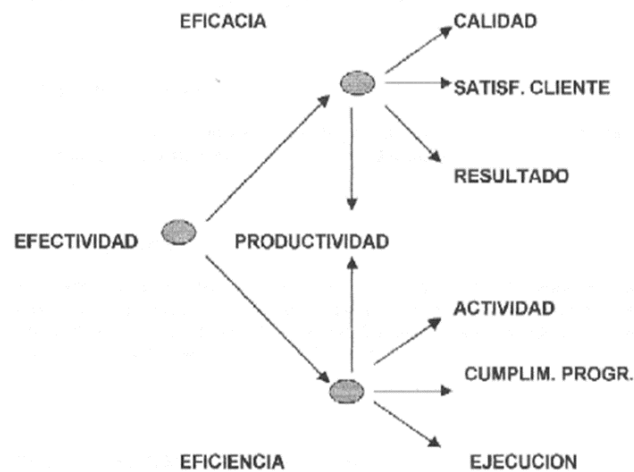 EFICACIA
CALIDAD
SATISF. CLIENTE
RESULTADO
EFECTIVIDAD
PRODUCTIVIDAD
ACTIVIDAD
CUMPLIM. PROGR.
EFICIENCIA
EJECUCION